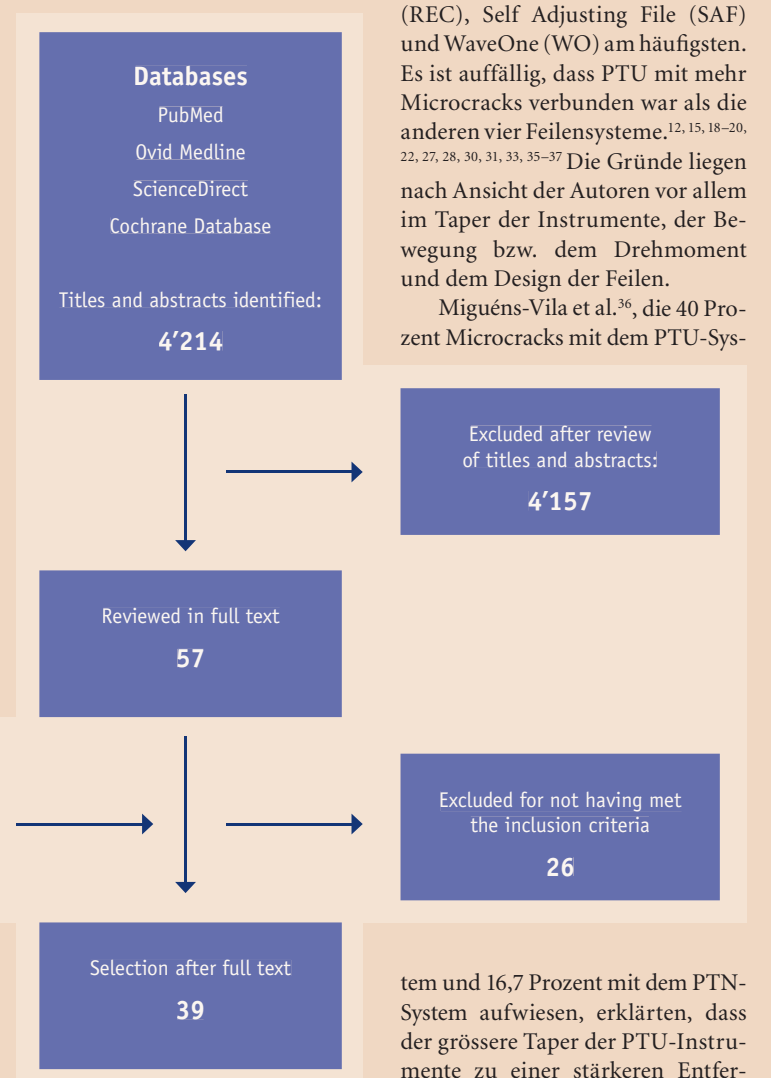 (REC), Self Adjusting File (SAF)
und WaveOne (WO) am häufigsten.
Es ist auffällig, dass PTU mit mehr
Microcracks verbunden war als die
anderen vier Feilensysteme.12, 15, 18–20,
22, 27, 28, 30, 31, 33, 35–37 Die Gründe liegen
nach Ansicht der Autoren vor allem
im Taper der Instrumente, der Be-
wegung bzw. dem Drehmoment
und dem Design der Feilen.
Miguéns-Vila et al.36, die 40 Pro-
zent Microcracks mit dem PTU-Sys-
tem und 16,7 Prozent mit dem PTN-
System aufwiesen, erklärten, dass
der grössere Taper der PTU-Instru-
mente zu einer stärkeren Entfer-
Databases
PubMed
Ovid Medline
ScienceDirect
Cochrane Database
Titles and abstracts identified:
4’214
Excluded after review
of titles and abstracts:
4’157
Reviewed in full text
57
Excluded for not having met
the inclusion criteria
26
Selection after full text
39